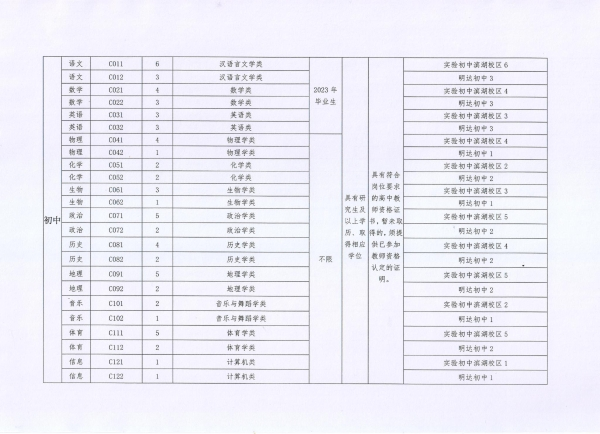 初中
语文 C011 6 汉语言文学类 实验初中滨湖校区6
语文 C012 3 汉语言文学类 明达初中3
数学 C021 4 数学类 实验初中滨湖校区4
数学 C022 3 数学类 明达初中3
英语 C031 3 英语类 实验初中滨湖校区3
英语 C032 3 英语类 明达初中3
2023年
毕业生
物理 C041 4 物理学类 实验初中滨湖校区4
物理 C042 1 物理学类 明达初中1
化学 C051 2 化学类 实验初中滨湖校区2
化学 C052 2 化学类 明达初中2
生物 C061 3 生物学类 实验初中滨湖校区3
生物 C062 1 生物学类 明达初中1
政治 C071 5 政治学类 实验初中滨湖校区5
政治 C072 2 政治学类 明达初中2
历史 C081 4 历史学类 实验初中滨湖校区4
历史 C082 2 历史学类 明达初中2
地理 C091 5 地理学类 实验初中滨湖校区5
地理 C092 2 地理学类 明达初中2
音乐 C101 2 音乐与舞蹈学类 实验初中滨湖校区2
音乐 C102 1 音乐与舞蹈学类 明达初中1
体育 C111 5 体育学类 实验初中滨湖校区5
体育 C112 2 体育学类 明达初中2
信息 C121 1 计算机类 实验初中滨湖校区1
信息 C122 1 计算机类 明达初中1
不限
具有研
究生及
以上学
历、取
得相应
学位
具有符合
岗位要求
的高中教
师资格证
书，暂未取
得的，须提
供已参加
教师资格
认定的证
明。